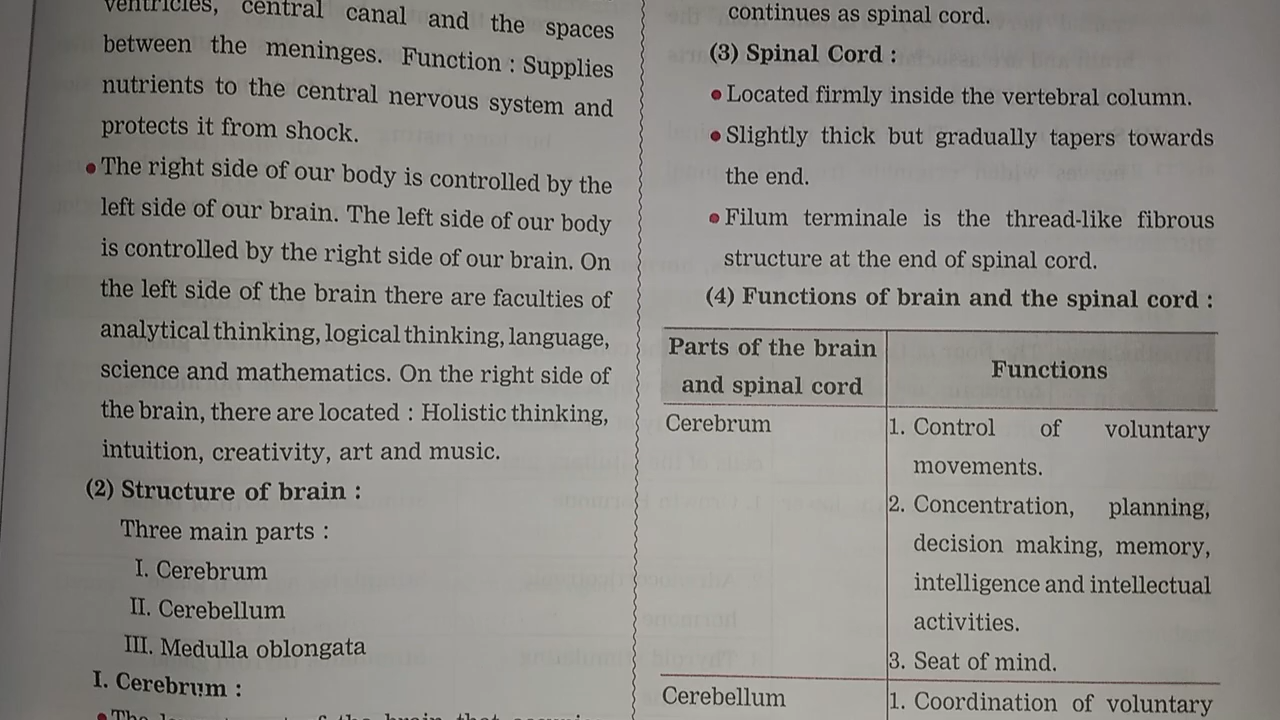 ventricles, central canal and the spaces
between the meninges. Function : Supplies
nutrients to the central nervous system and
protects it from shock.
• The right side of our body is controlled by the
left side of our brain. The left side of our body
is controlled by the right side of our brain. On
the left side of the brain there are faculties of
analytical thinking, logical thinking, language,
science and mathematics. On the right side of
the brain, there are located : Holistic thinking,
intuition, creativity, art and music.
(2) Structure of brain :
Three main parts :
I. Cerebrum
II. Cerebellum
III. Medulla oblongata
I. Cerebrum :
• The
of the brain that
continues as spinal cord.
(3) Spinal Cord :
• Located firmly inside the vertebral column.
• Slightly thick but gradually tapers towards
the end.
• Filum terminale is the thread-like fibrous
structure at the end of spinal cord.
(4) Functions of brain and the spinal cord :
Parts of the brain
and spinal cord
Functions
Cerebrum
1. Control of voluntary
movements.
2. Concentration, planning,
decision making, memory,
intelligence and intellectual
activities.
3. Seat of mind.
Cerebellum
1. Coordination of voluntary